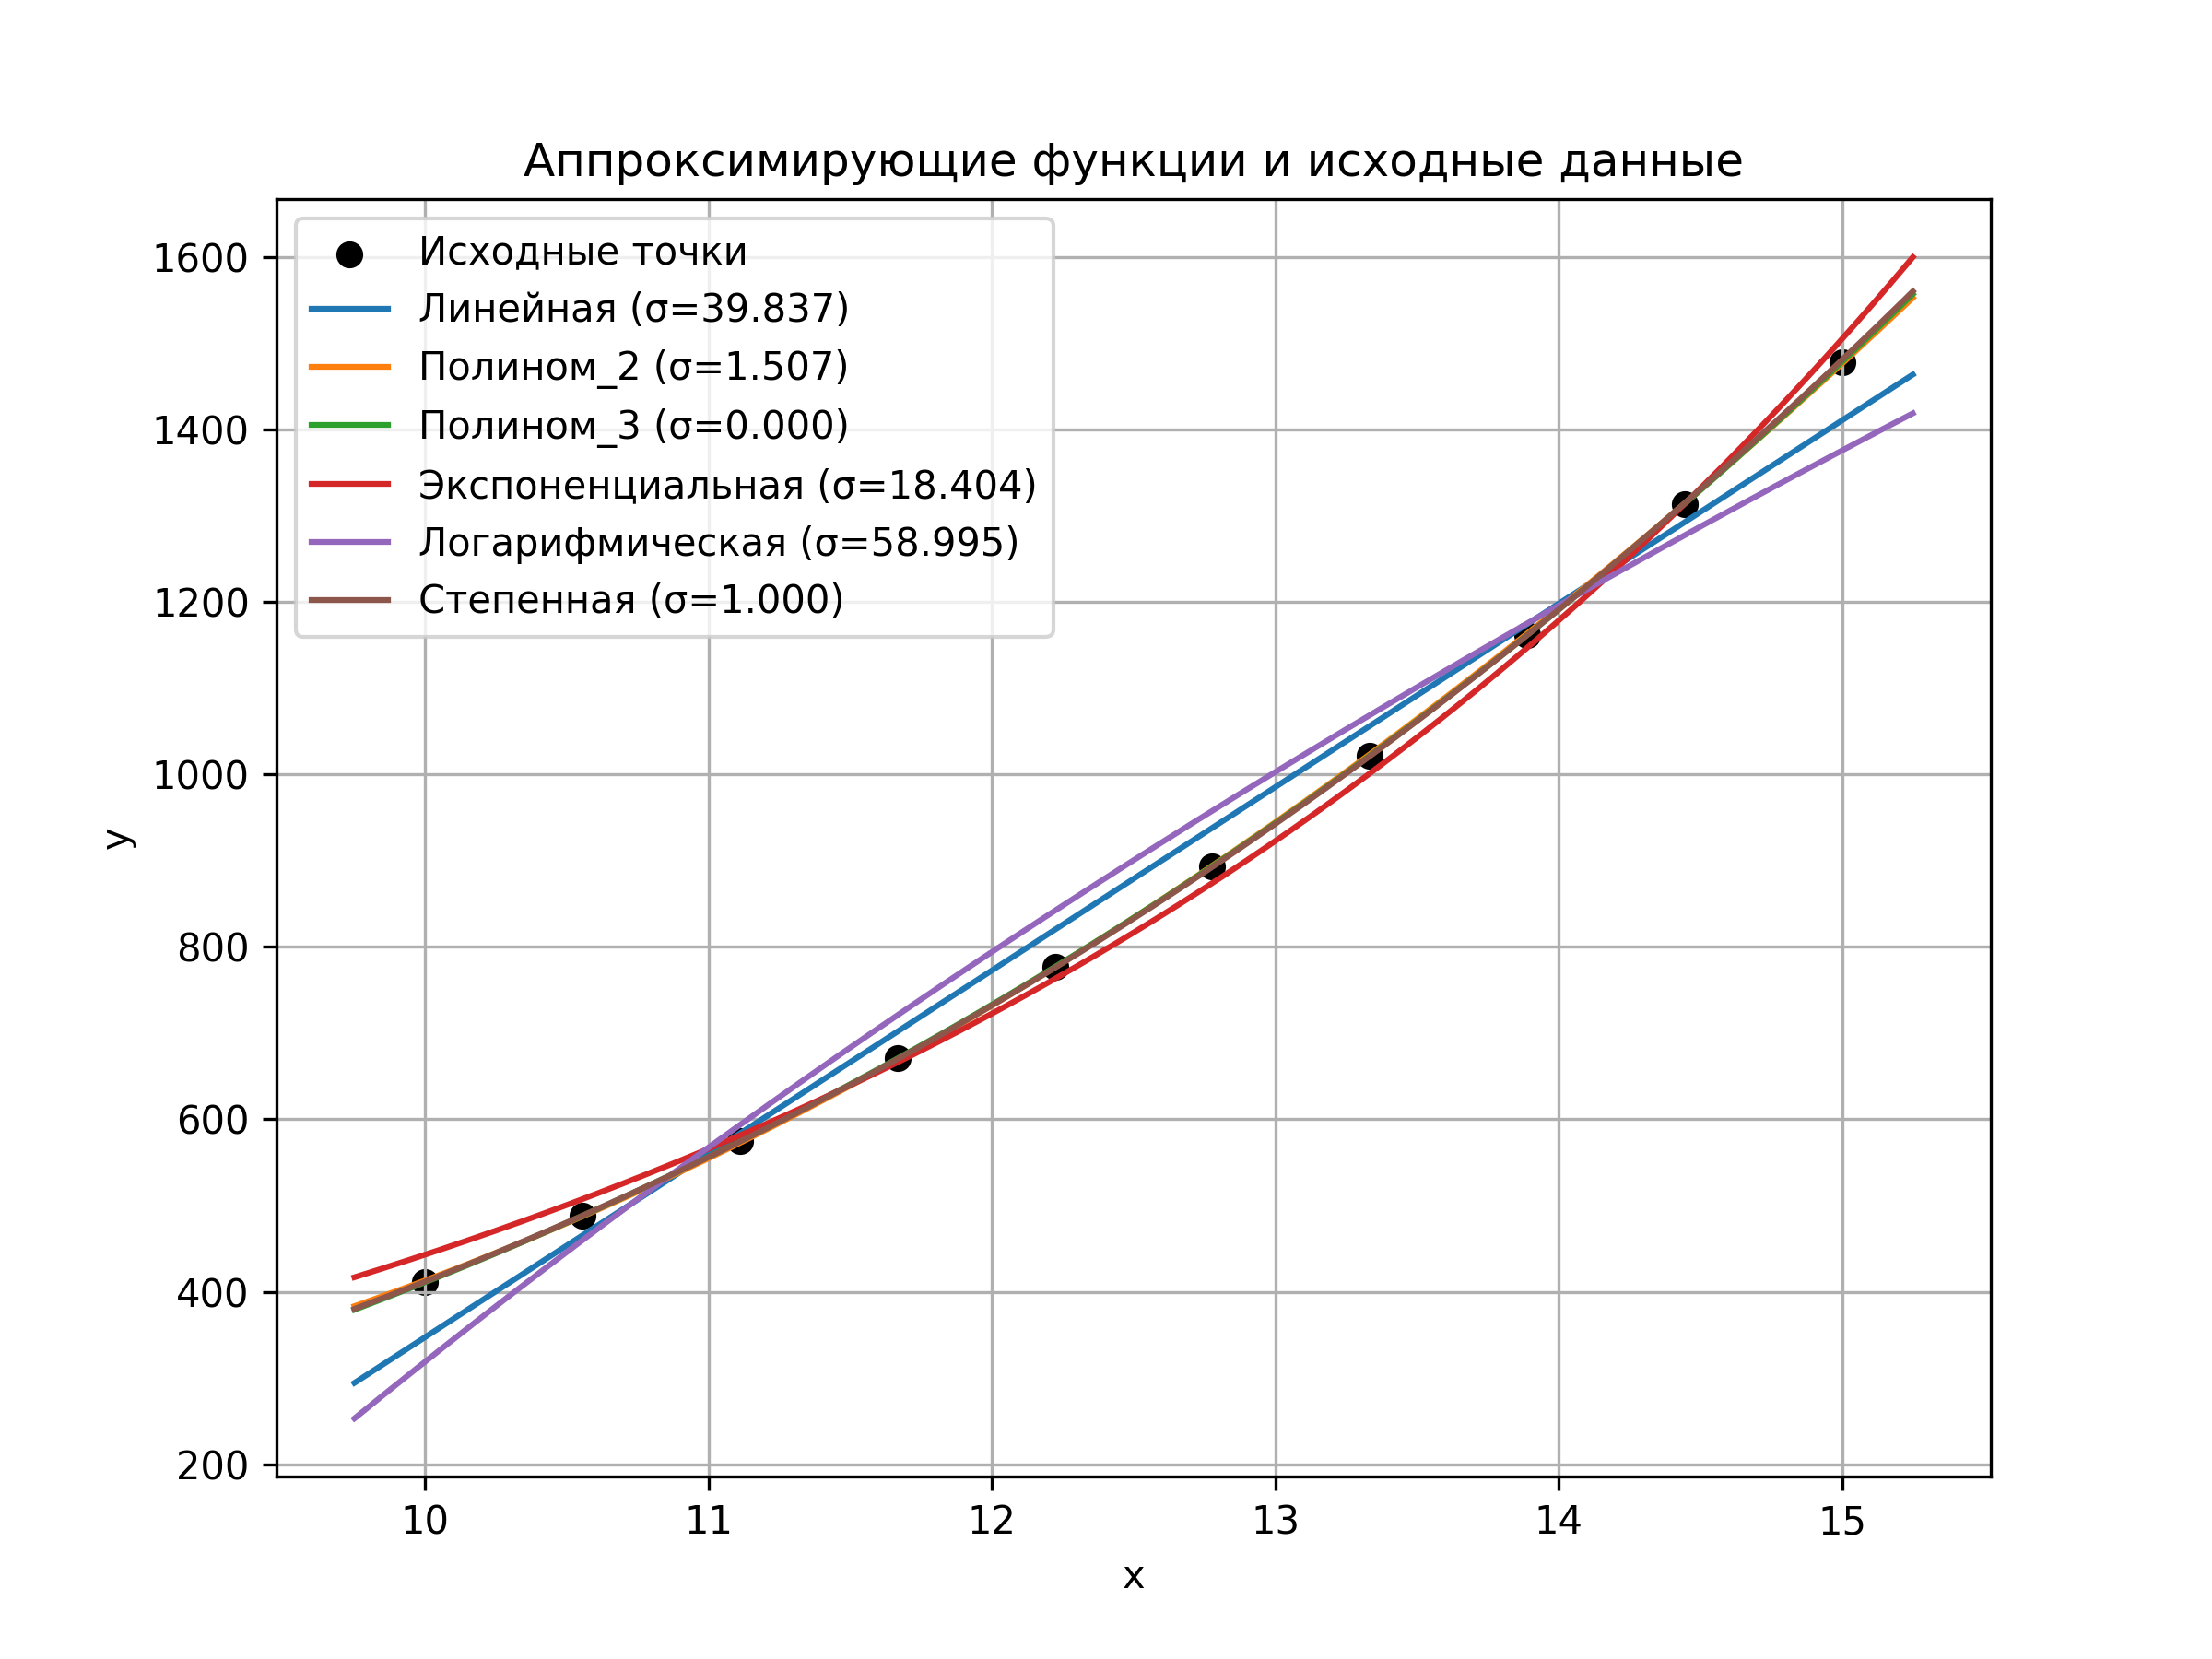 Аппроксимирующие функции и исходные данные
Исходные точки
Линейная (σ=39.837)
Полином_2 (σ=1.507)
Полином_3 (σ=0.000)
Экспоненциальная (σ=18.404)
Логарифмическая (σ=58.995)
Степенная (σ=1.000)
1600
1400
1200
1000
800
600
400
200
y
10 11 12 13 14 15
x